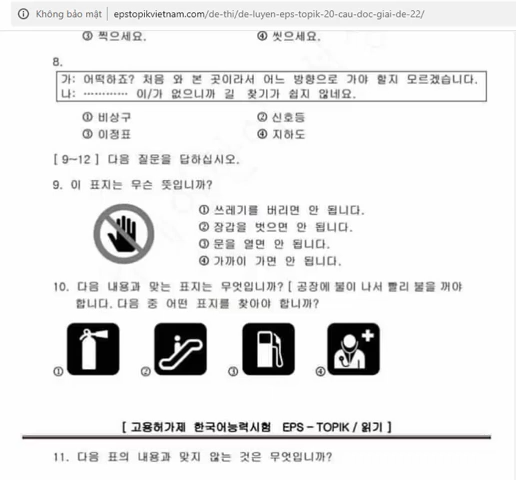 Không bảo mật | epstopikvietnam.com/de-thi/de-luyen-eps-topik-20-cau-doc-giai-de-22/
③ 찍으세요. ④ 씻으세요.
8.
가: 어떡하죠? 처음 와 본 곳이라서 어느 방향으로 가야 할지 모르겠습니다.
나: ………… 이/가 없으니까 길 찾기가 쉽지 않네요.
① 비상구 ② 신호등
③ 이정표 ④ 지하도
[ 9~12 ] 다음 질문을 답하십시오.
9. 이 표지는 무슨 뜻입니까?
① 쓰레기를 버리면 안 됩니다.
② 장갑을 벗으면 안 됩니다.
③ 문을 열면 안 됩니다.
④ 가까이 가면 안 됩니다.
10. 다음 내용과 맞는 표지는 무엇입니까? [ 공장에 불이 나서 빨리 불을 꺼야
합니다. 다음 중 어떤 표지를 찾아야 합니까?
① ② ③ ④
[ 고용허가제 한국어능력시험 EPS – TOPIK / 읽기 ]
11. 다음 표의 내용과 맞지 않는 것은 무엇입니까?